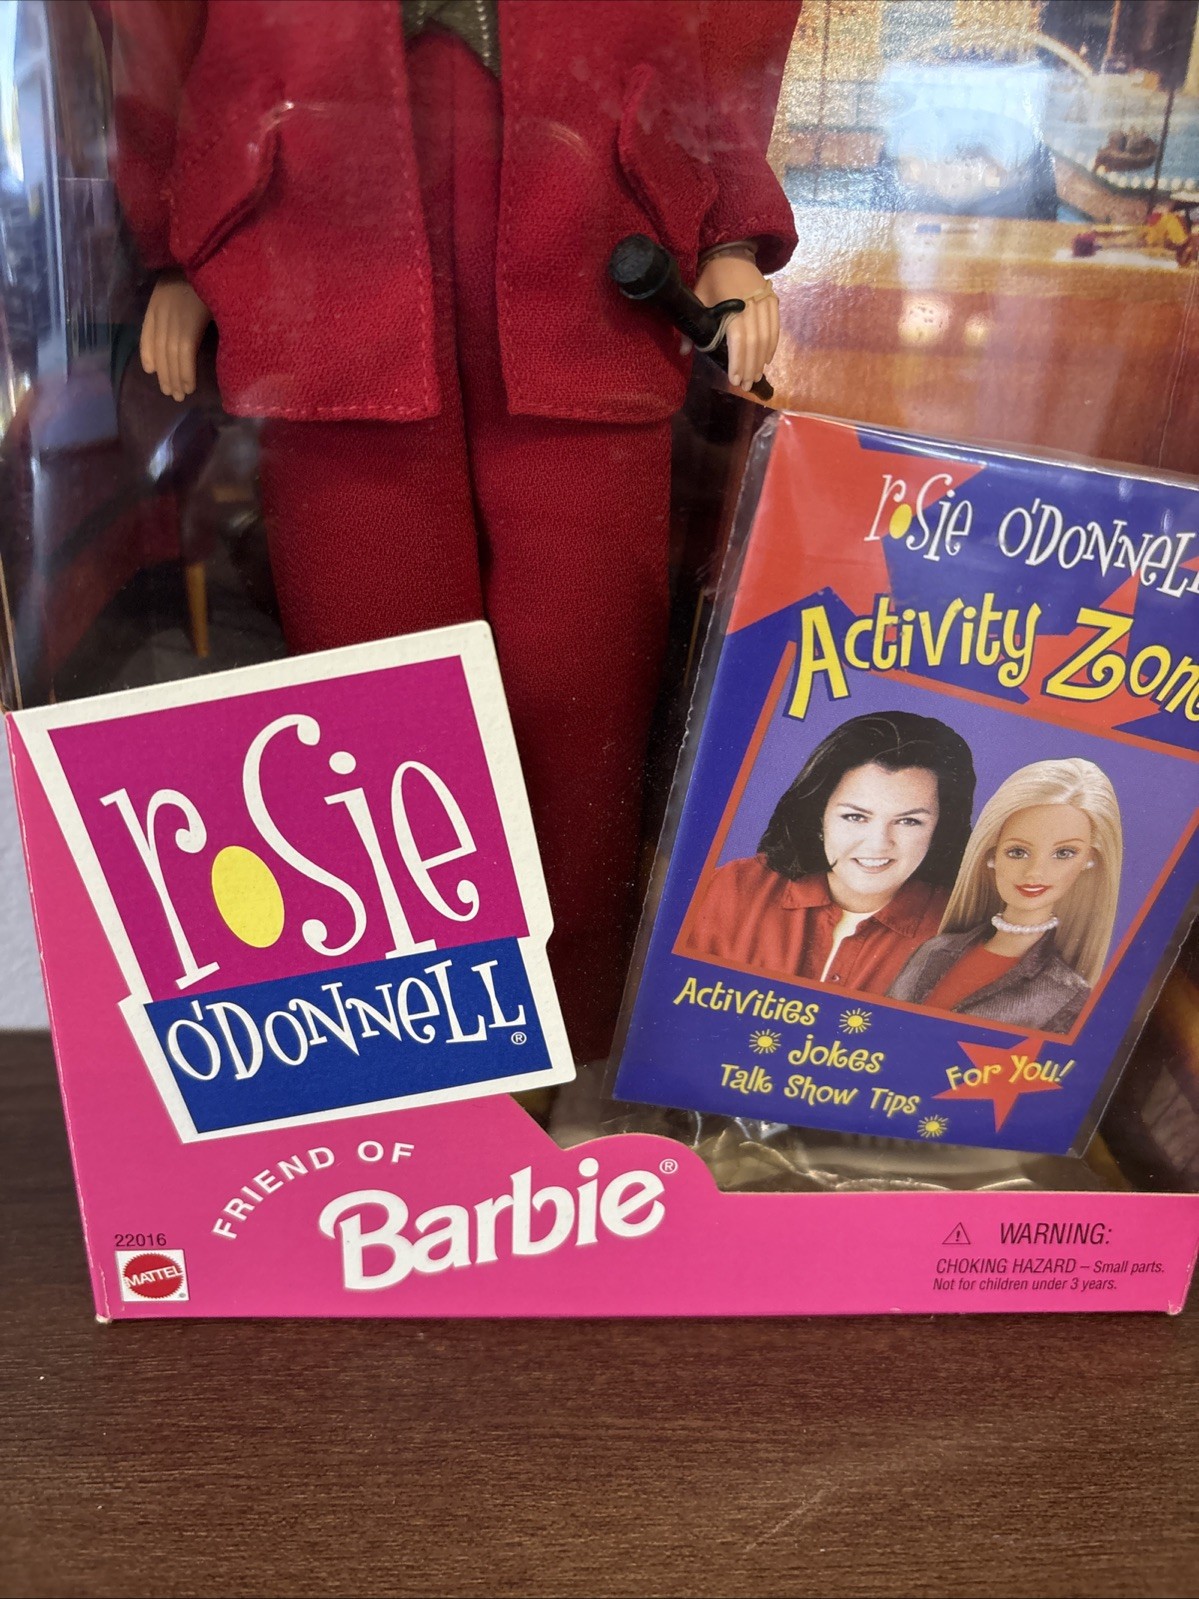 rosie O'DONNELL
Activity Zon
Activities
jokes
Talk Show Tips
For You!
rosie
O'DONNELL®
FRIEND OF
Barbie®
22016
MATTEL
®
⚠ WARNING:
CHOKING HAZARD – Small parts.
Not for children under 3 years.